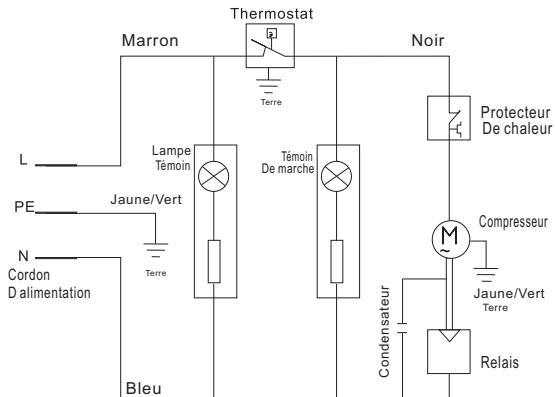 Thermostat
Marron
Noir
Terre
Protecteur
De chaleur
Lampe
Témoin
Témoin
De marche
L
PE
Jaune/Vert
Terre
N
Cordon
D alimentation
M
~
Compresseur
Jaune/Vert
Terre
Condensateur
Relais
Bleu